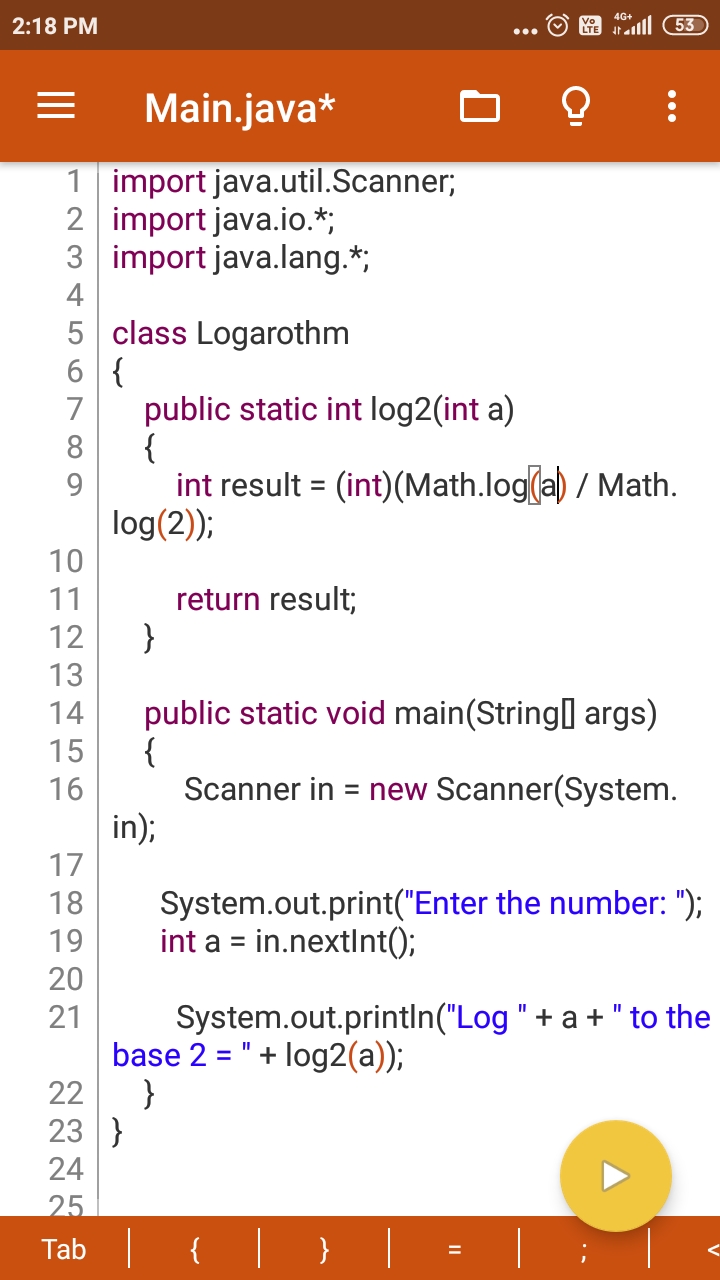 2:18 PM
... Vo LTE 4G+ 53
Main.java*
1 import java.util.Scanner;
2 import java.io.*;
3 import java.lang.*;
4
5 class Logarothm
6 {
7 public static int log2(int a)
8 {
9 int result = (int)(Math.log(a) / Math.
log(2));
10
11 return result;
12 }
13
14 public static void main(String[] args)
15 {
16 Scanner in = new Scanner(System.
in);
17
18 System.out.print("Enter the number: ");
19 int a = in.nextInt();
20
21 System.out.println("Log " + a + " to the
base 2 = " + log2(a));
22 }
23 }
24
25
Tab { } = ; <